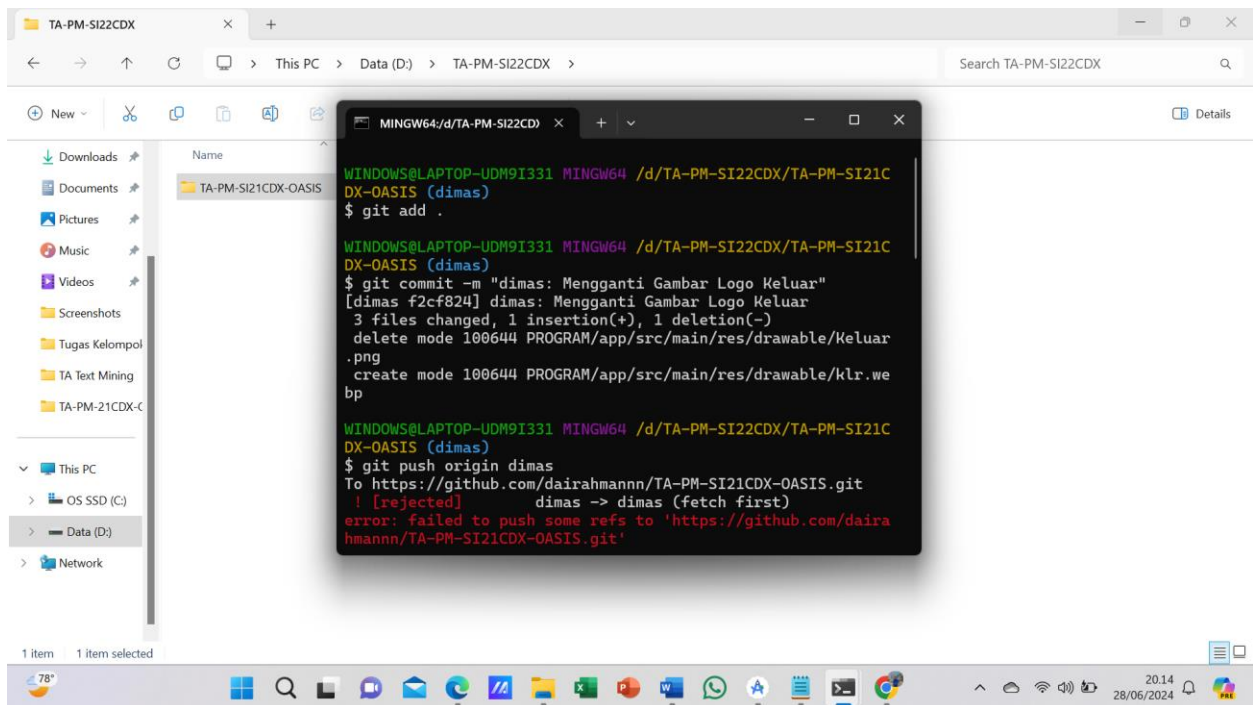 TA-PM-SI22CDX
This PC > Data (D:) > TA-PM-SI22CDX >
Search TA-PM-SI22CDX
New
Details
Downloads
Documents
Pictures
Music
Videos
Screenshots
Tugas Kelompok
TA Text Mining
TA-PM-21CDX-C
This PC
OS SSD (C:)
Data (D:)
Network
Name
TA-PM-SI21CDX-OASIS
MINGW64:/d/TA-PM-SI22CD
WINDOWS@LAPTOP-UDM9I331 MINGW64 /d/TA-PM-SI22CDX/TA-PM-SI21C
DX-OASIS (dimas)
$ git add .
WINDOWS@LAPTOP-UDM9I331 MINGW64 /d/TA-PM-SI22CDX/TA-PM-SI21C
DX-OASIS (dimas)
$ git commit -m "dimas: Mengganti Gambar Logo Keluar"
[dimas f2cf824] dimas: Mengganti Gambar Logo Keluar
3 files changed, 1 insertion(+), 1 deletion(-)
delete mode 100644 PROGRAM/app/src/main/res/drawable/Keluar
.png
create mode 100644 PROGRAM/app/src/main/res/drawable/klr.we
bp
WINDOWS@LAPTOP-UDM9I331 MINGW64 /d/TA-PM-SI22CDX/TA-PM-SI21C
DX-OASIS (dimas)
$ git push origin dimas
To https://github.com/dairahmannn/TA-PM-SI21CDX-OASIS.git
! [rejected] dimas -> dimas (fetch first)
error: failed to push some refs to 'https://github.com/daira
hmannn/TA-PM-SI21CDX-OASIS.git'
1 item 1 item selected
78°
20.14
28/06/2024
PRE